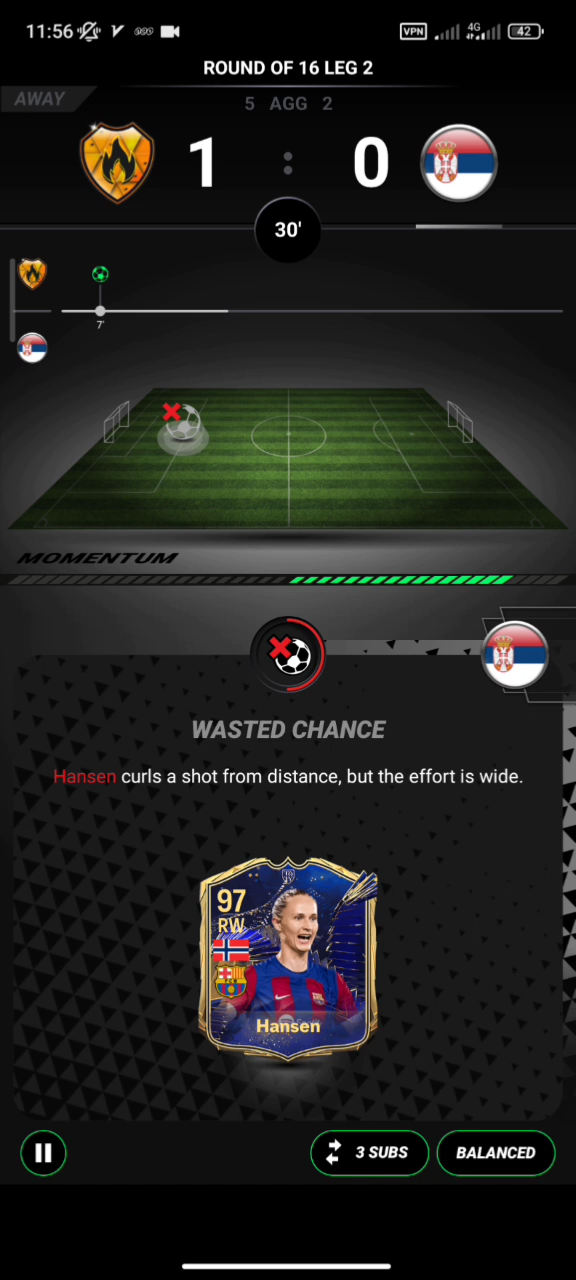 11:56
VPN
4G
42
ROUND OF 16 LEG 2
AWAY
5 AGG 2
1 : 0
30'
7'
MOMENTUM
WASTED CHANCE
Hansen curls a shot from distance, but the effort is wide.
97
RW
Hansen
3 SUBS
BALANCED